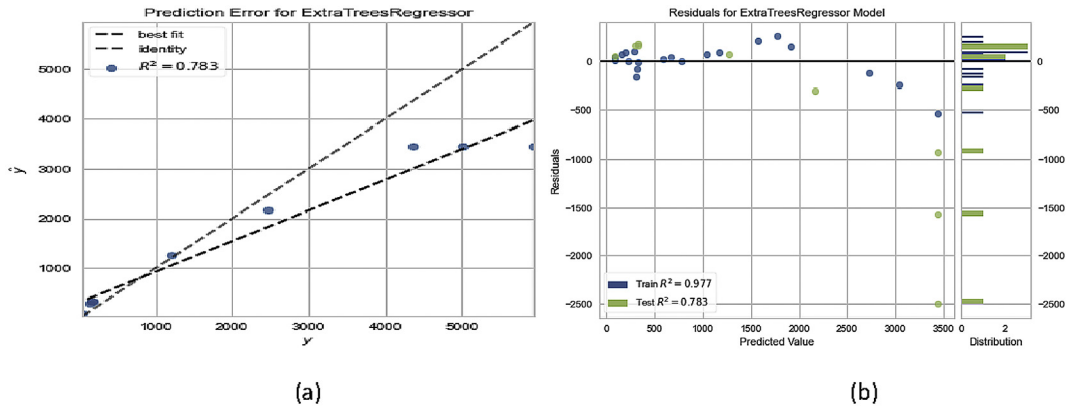 Prediction Error for ExtraTreesRegressor
best fit
identity
R² = 0.783
5000
4000
3000
2000
1000
ŷ
1000
2000
3000
4000
5000
y
(a)
Residuals for ExtraTreesRegressor Model
0
−500
−1000
−1500
−2000
−2500
Residuals
Train R² = 0.977
Test R² = 0.783
0
500
1000
1500
2000
2500
3000
3500
Predicted Value
0
−500
−1000
−1500
−2000
−2500
0
2
Distribution
(b)